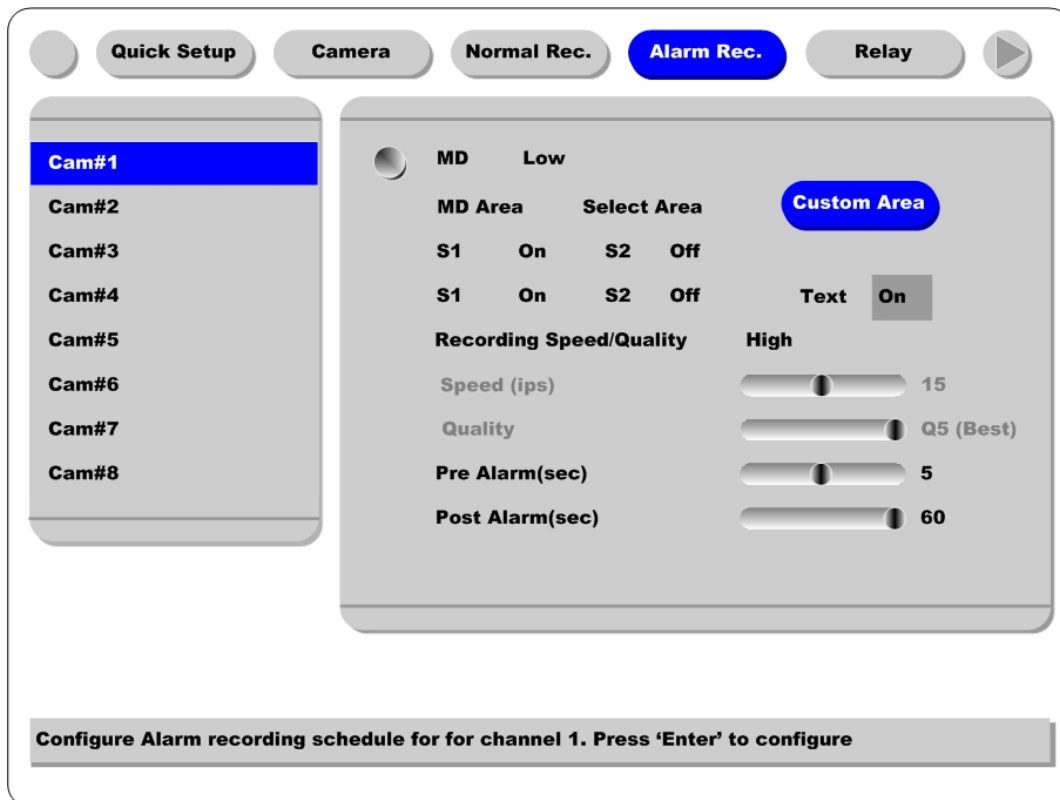 Quick Setup Camera Normal Rec. Alarm Rec. Relay
Cam#1
Cam#2
Cam#3
Cam#4
Cam#5
Cam#6
Cam#7
Cam#8
MD Low
MD Area Select Area Custom Area
S1 On S2 Off
S1 On S2 Off Text On
Recording Speed/Quality High
Speed (ips) 15
Quality Q5 (Best)
Pre Alarm(sec) 5
Post Alarm(sec) 60
Configure Alarm recording schedule for for channel 1. Press ‘Enter’ to configure